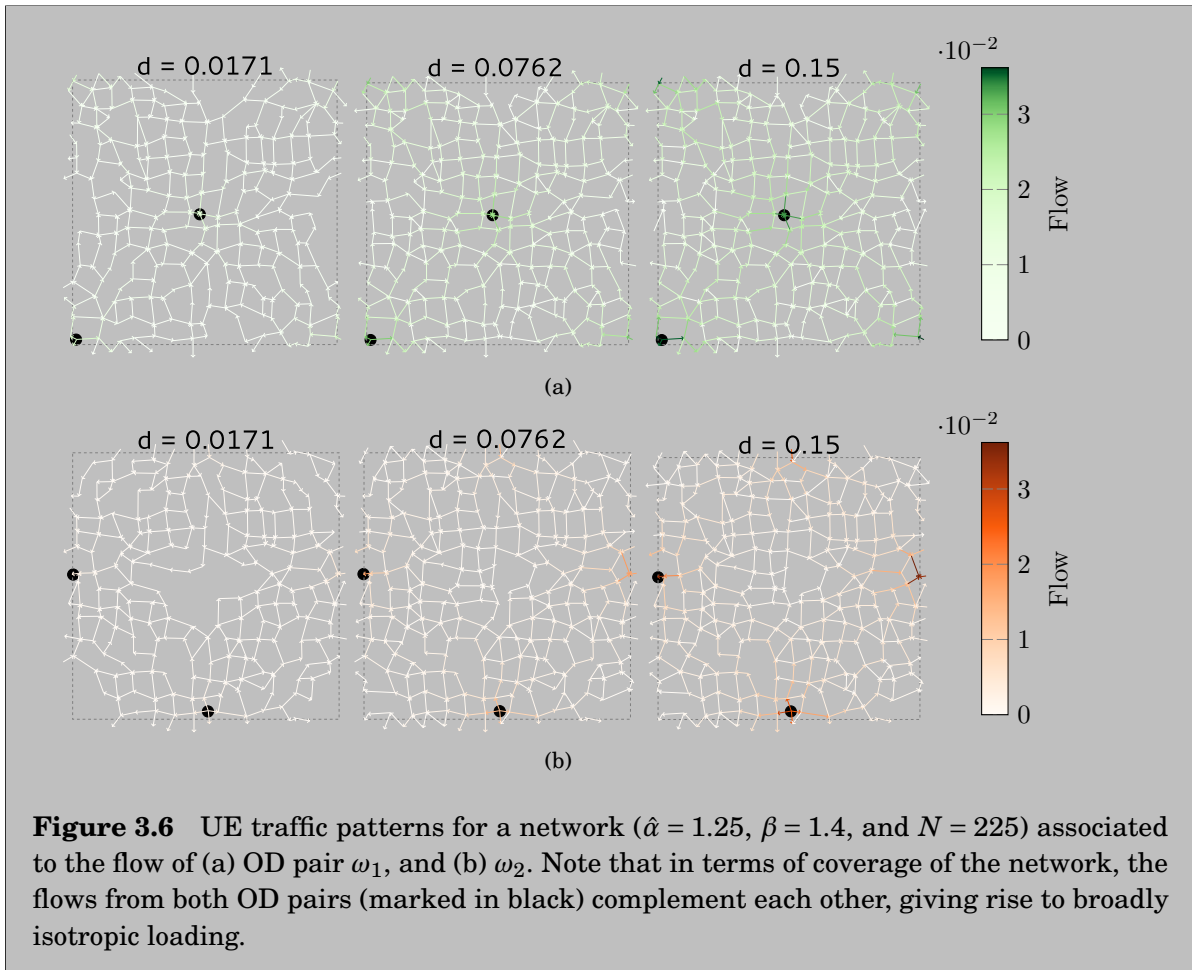 d = 0.0171
d = 0.0762
d = 0.15
·10⁻²
3
2
1
0
Flow
(a)
d = 0.0171
d = 0.0762
d = 0.15
·10⁻²
3
2
1
0
Flow
(b)
Figure 3.6 UE traffic patterns for a network (α̂ = 1.25, β = 1.4, and N = 225) associated
to the flow of (a) OD pair ω₁, and (b) ω₂. Note that in terms of coverage of the network, the
flows from both OD pairs (marked in black) complement each other, giving rise to broadly
isotropic loading.